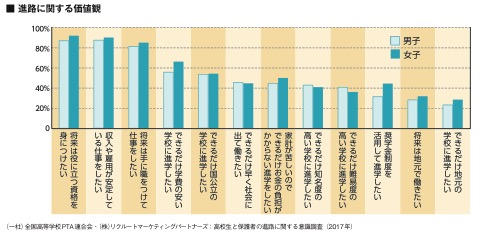 ■ 進路に関する価値観
100%
80%
60%
40%
20%
0
男子
女子
将来は役に立つ資格を
身につけたい
収入や雇用が安定して
いる仕事をしたい
将来は手に職をつけて
仕事をしたい
できるだけ学費の安い
学校に進学したい
できるだけ国公立の
学校に進学したい
できるだけ早く社会に
出て働きたい
家計が苦しいので
できるだけお金の負担が
かからない進学をしたい
できるだけ知名度の
高い学校に進学したい
できるだけ難易度の
高い学校に進学したい
奨学金制度を
活用して進学したい
将来は地元で働きたい
できるだけ地元の
学校に進学したい
(一社)全国高等学校PTA連合会・(株)リクルートマーケティングパートナーズ:高校生と保護者の進路に関する意識調査(2017年)